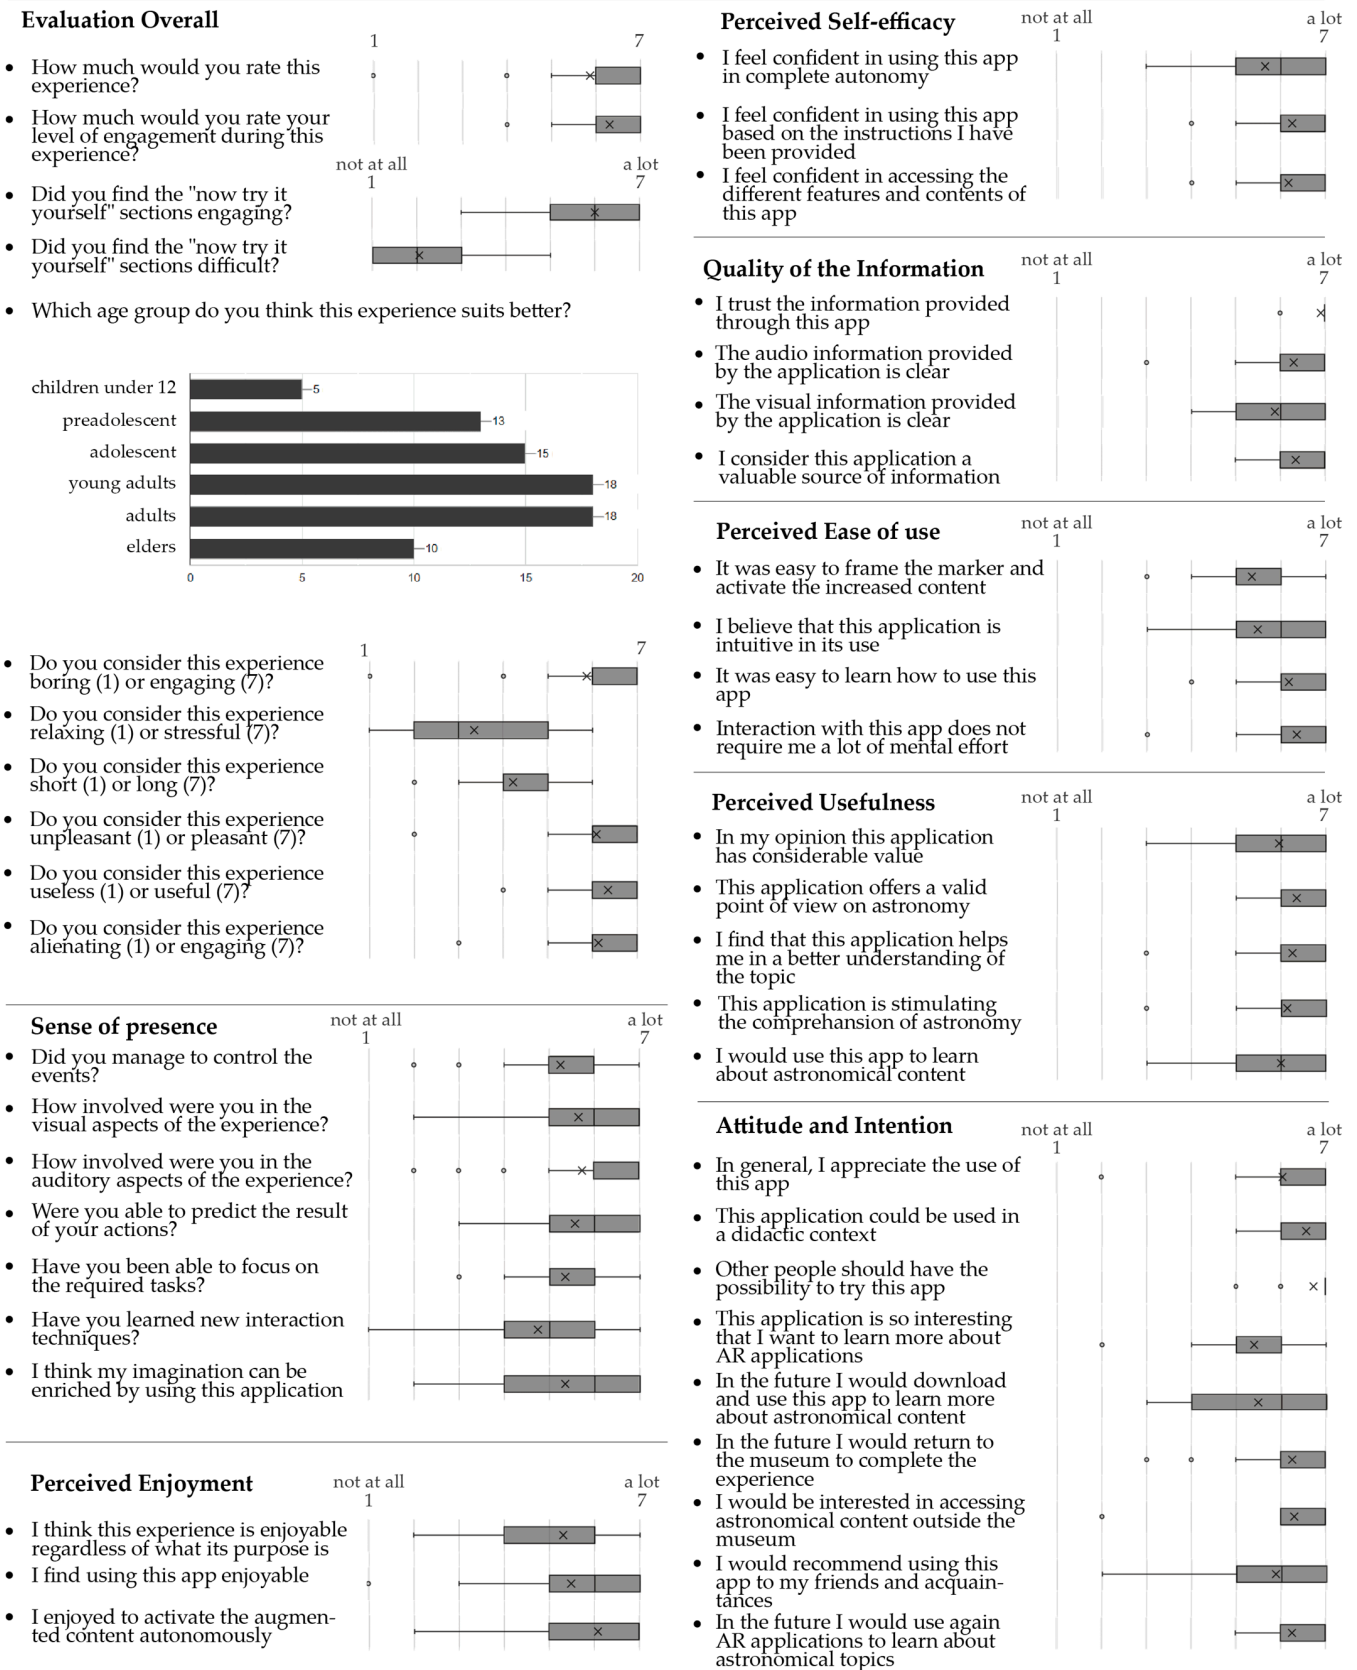 Evaluation Overall
1 7
• How much would you rate this
experience?
• How much would you rate your
level of engagement during this
experience?
not at all a lot
1 7
• Did you find the "now try it
yourself" sections engaging?
• Did you find the "now try it
yourself" sections difficult?
• Which age group do you think this experience suits better?
children under 12 5
preadolescent 13
adolescent 15
young adults 18
adults 18
elders 10
0 5 10 15 20
1 7
• Do you consider this experience
boring (1) or engaging (7)?
• Do you consider this experience
relaxing (1) or stressful (7)?
• Do you consider this experience
short (1) or long (7)?
• Do you consider this experience
unpleasant (1) or pleasant (7)?
• Do you consider this experience
useless (1) or useful (7)?
• Do you consider this experience
alienating (1) or engaging (7)?
Sense of presence
not at all a lot
1 7
• Did you manage to control the
events?
• How involved were you in the
visual aspects of the experience?
• How involved were you in the
auditory aspects of the experience?
• Were you able to predict the result
of your actions?
• Have you been able to focus on
the required tasks?
• Have you learned new interaction
techniques?
• I think my imagination can be
enriched by using this application
Perceived Enjoyment
not at all a lot
1 7
• I think this experience is enjoyable
regardless of what its purpose is
• I find using this app enjoyable
• I enjoyed to activate the augmen-
ted content autonomously
Perceived Self-efficacy
not at all a lot
1 7
• I feel confident in using this app
in complete autonomy
• I feel confident in using this app
based on the instructions I have
been provided
• I feel confident in accessing the
different features and contents of
this app
Quality of the Information
not at all a lot
1 7
• I trust the information provided
through this app
• The audio information provided
by the application is clear
• The visual information provided
by the application is clear
• I consider this application a
valuable source of information
Perceived Ease of use
not at all a lot
1 7
• It was easy to frame the marker and
activate the increased content
• I believe that this application is
intuitive in its use
• It was easy to learn how to use this
app
• Interaction with this app does not
require me a lot of mental effort
Perceived Usefulness
not at all a lot
1 7
• In my opinion this application
has considerable value
• This application offers a valid
point of view on astronomy
• I find that this application helps
me in a better understanding of
the topic
• This application is stimulating
the comprehansion of astronomy
• I would use this app to learn
about astronomical content
Attitude and Intention
not at all a lot
1 7
• In general, I appreciate the use of
this app
• This application could be used in
a didactic context
• Other people should have the
possibility to try this app
• This application is so interesting
that I want to learn more about
AR applications
• In the future I would download
and use this app to learn more
about astronomical content
• In the future I would return to
the museum to complete the
experience
• I would be interested in accessing
astronomical content outside the
museum
• I would recommend using this
app to my friends and acquain-
tances
• In the future I would use again
AR applications to learn about
astronomical topics